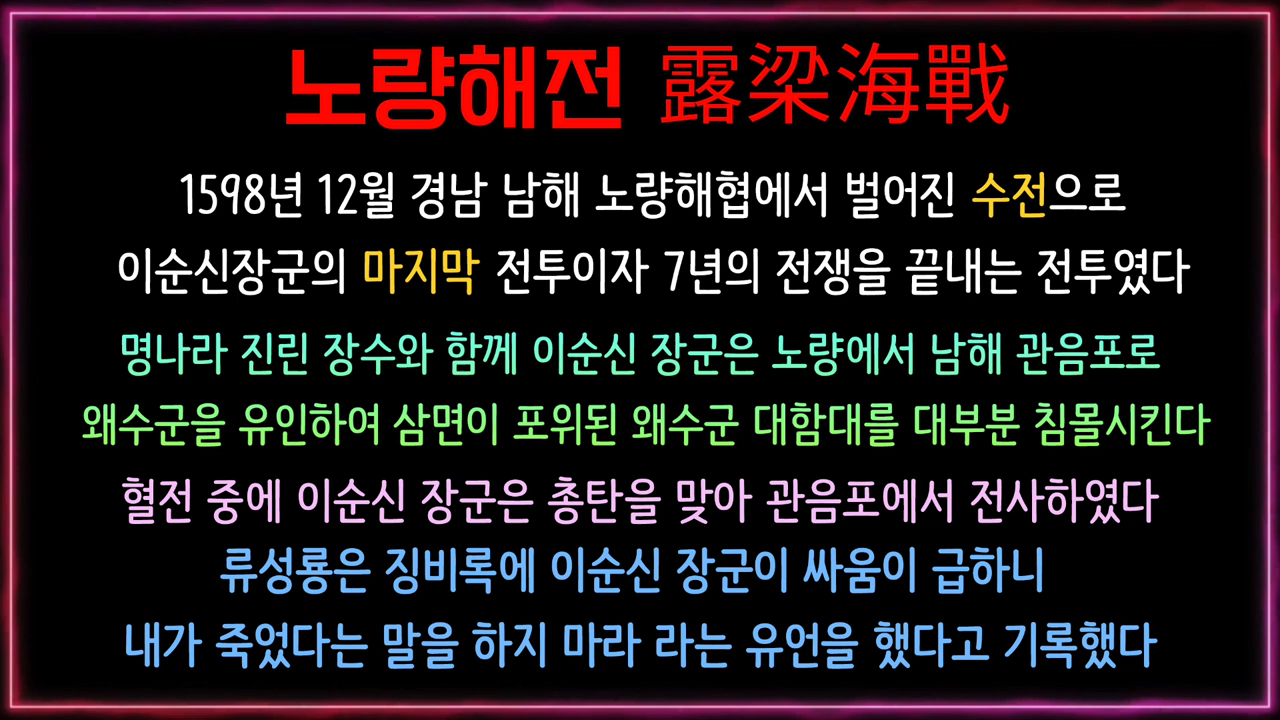 노량해전 露梁海戰
1598년 12월 경남 남해 노량해협에서 벌어진 수전으로
이순신장군의 마지막 전투이자 7년의 전쟁을 끝내는 전투였다
명나라 진린 장수와 함께 이순신 장군은 노량에서 남해 관음포로
왜수군을 유인하여 삼면이 포위된 왜수군 대함대를 대부분 침몰시킨다
혈전 중에 이순신 장군은 총탄을 맞아 관음포에서 전사하였다
류성룡은 징비록에 이순신 장군이 싸움이 급하니
내가 죽었다는 말을 하지 마라 라는 유언을 했다고 기록했다